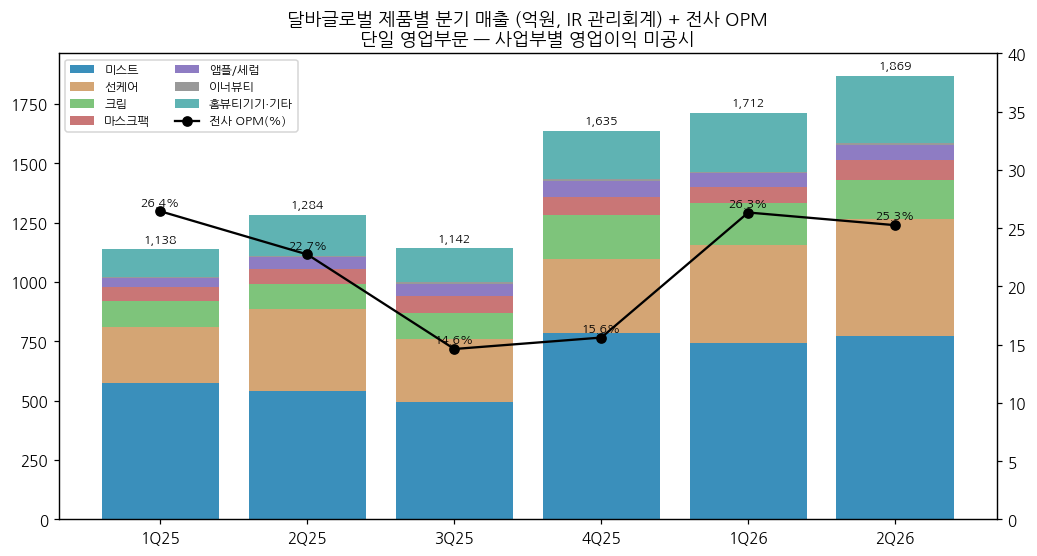 달바글로벌 제품별 분기 매출 (억원, IR 관리회계) + 전사 OPM
단일 영업부문 — 사업부별 영업이익 미공시
미스트
선케어
크림
마스크팩
앰플/세럼
이너뷰티
홈뷰티기기·기타
전사 OPM(%)
1,138
1,284
1,142
1,635
1,712
1,869
26.4%
22.7%
14.6%
15.6%
26.3%
25.3%
1750
1500
1250
1000
750
500
250
0
40
35
30
25
20
15
10
5
0
1Q25
2Q25
3Q25
4Q25
1Q26
2Q26